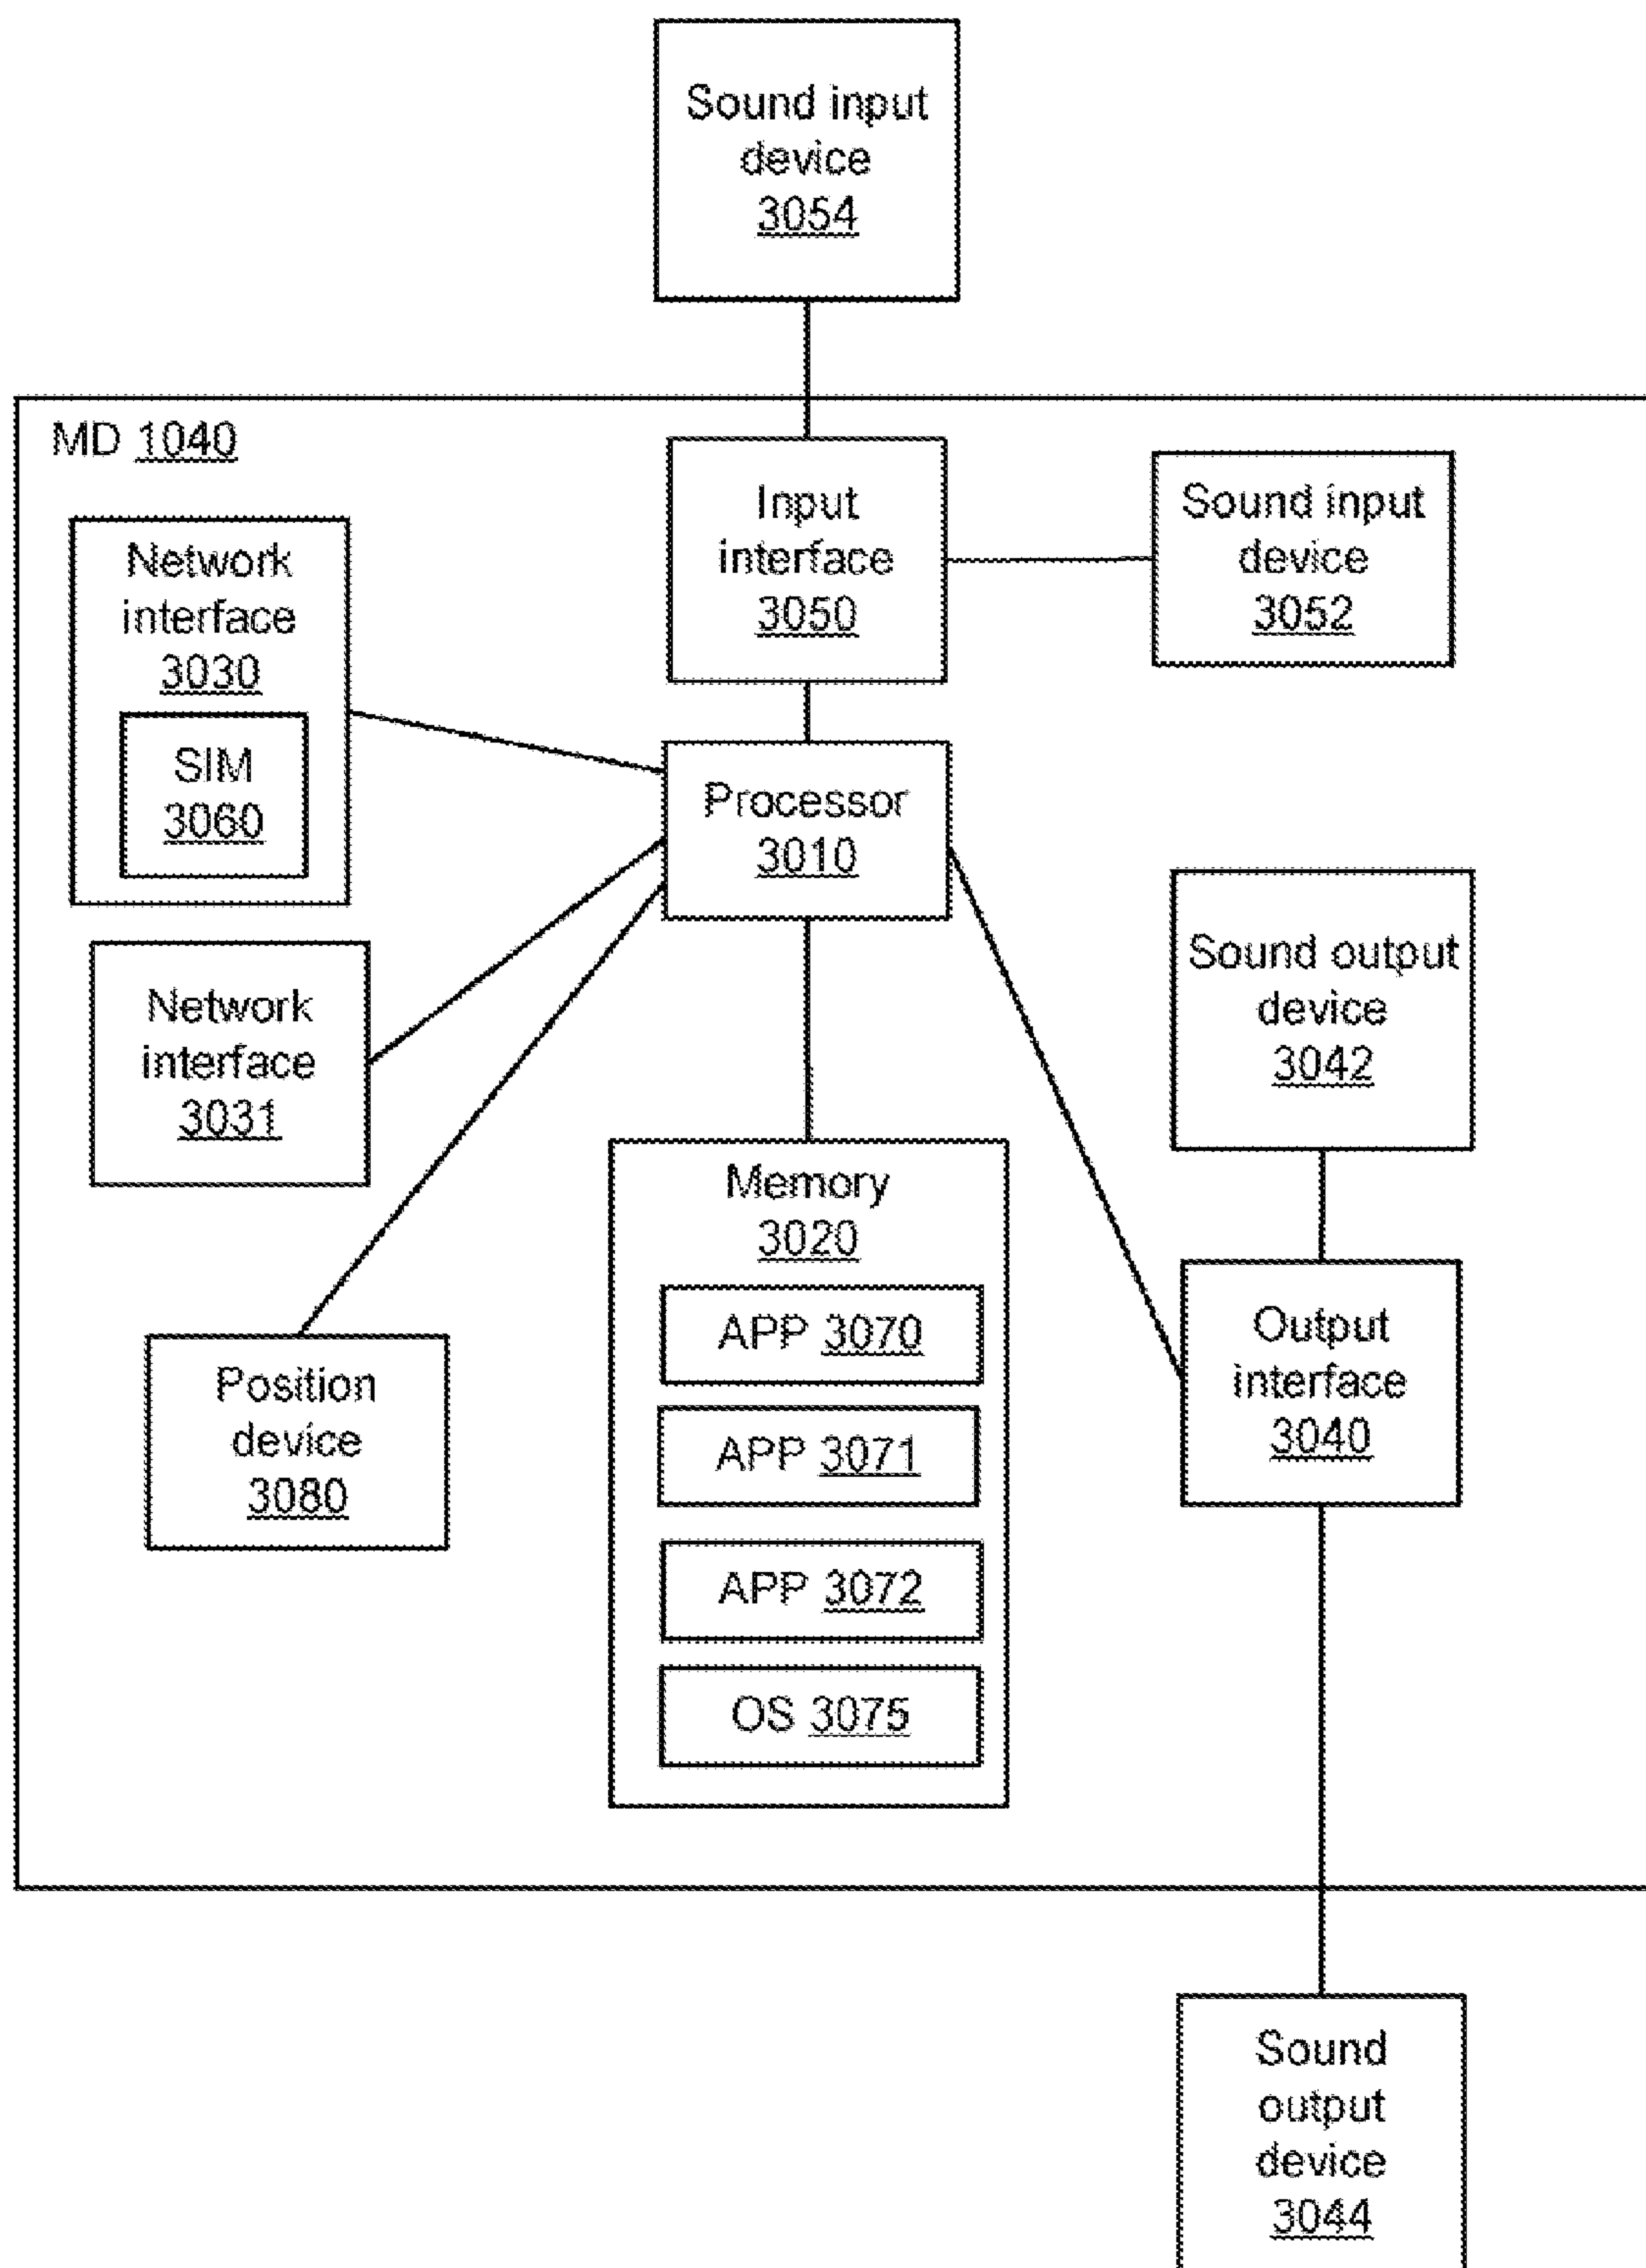 Sound input
device
3054
MD 1040
Input
interface
3050
Sound input
device
3052
Network
interface
3030
SIM
3060
Processor
3010
Sound output
device
3042
Network
interface
3031
Memory
3020
APP 3070
APP 3071
APP 3072
OS 3075
Output
interface
3040
Position
device
3080
Sound
output
device
3044